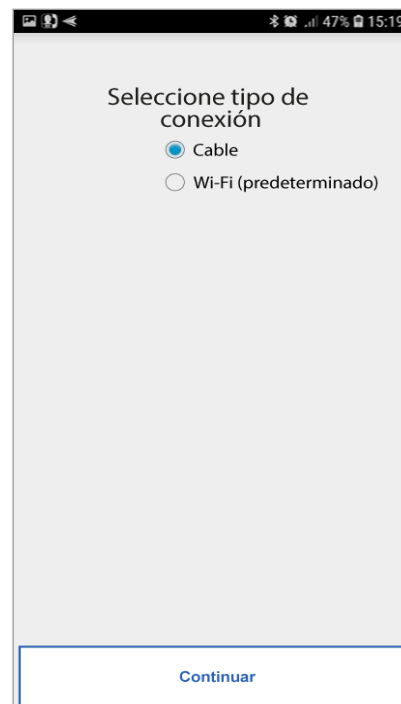 47% 15:19
Seleccione tipo de
conexión
Cable
Wi-Fi (predeterminado)
Continuar